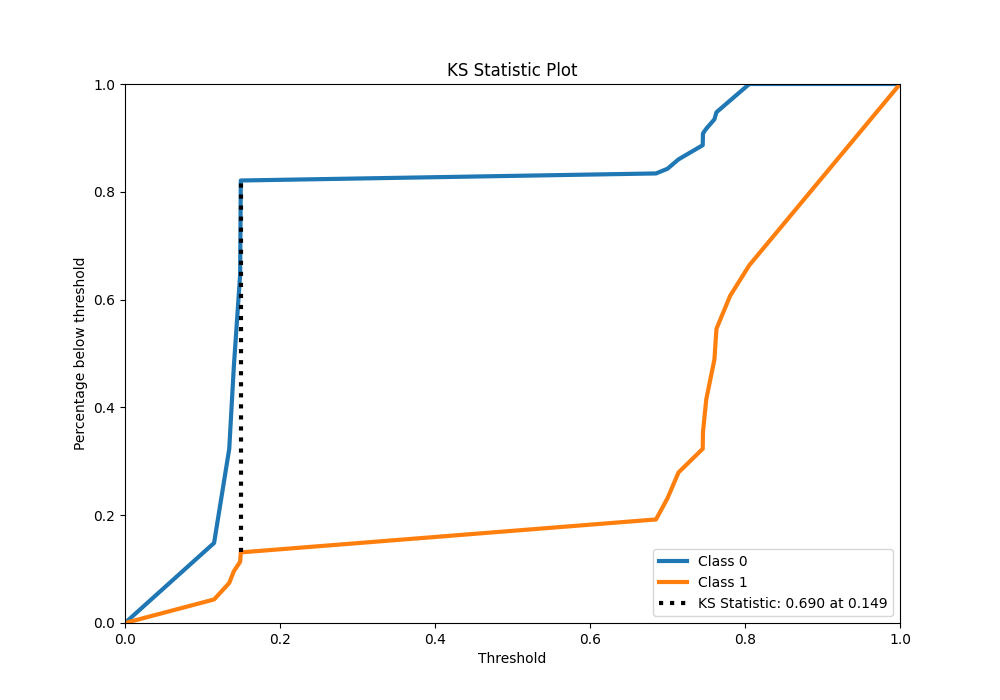 KS Statistic Plot
1.0
0.8
0.6
0.4
0.2
0.0
Percentage below threshold
0.0 0.2 0.4 0.6 0.8 1.0
Threshold
Class 0
Class 1
KS Statistic: 0.690 at 0.149